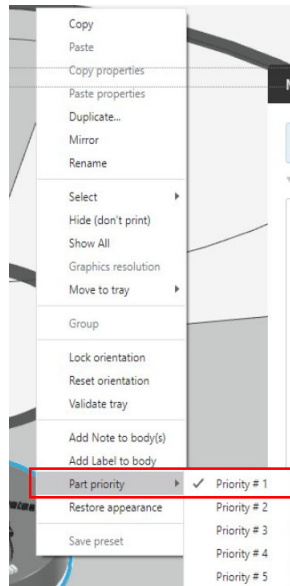 Copy
Paste
Copy properties
Paste properties
Duplicate...
Mirror
Rename
Select
Hide (don't print)
Show All
Graphics resolution
Move to tray
Group
Lock orientation
Reset orientation
Validate tray
Add Note to body(s)
Add Label to body
Part priority
Priority # 1
Restore appearance
Priority # 2
Priority # 3
Save preset
Priority # 4
Priority # 5